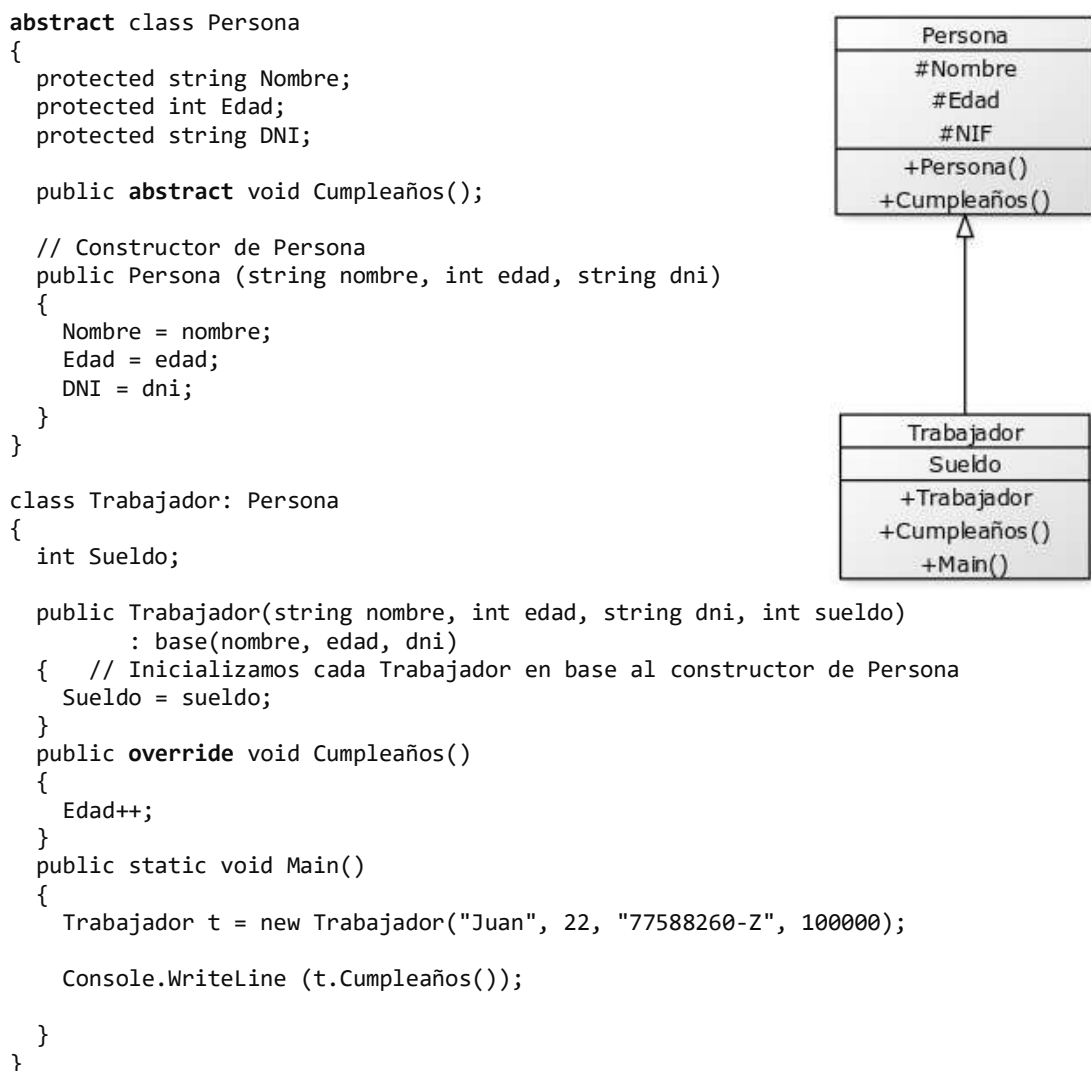 abstract class Persona
{
protected string Nombre;
protected int Edad;
protected string DNI;
public abstract void Cumpleaños();
// Constructor de Persona
public Persona (string nombre, int edad, string dni)
{
Nombre = nombre;
Edad = edad;
DNI = dni;
}
}
class Trabajador: Persona
{
int Sueldo;
public Trabajador(string nombre, int edad, string dni, int sueldo)
: base(nombre, edad, dni)
{ // Inicializamos cada Trabajador en base al constructor de Persona
Sueldo = sueldo;
}
public override void Cumpleaños()
{
Edad++;
}
public static void Main()
{
Trabajador t = new Trabajador("Juan", 22, "77588260-Z", 100000);
Console.WriteLine (t.Cumpleaños());
}
}
Persona
#Nombre
#Edad
#NIF
+Persona()
+Cumpleaños()
Trabajador
Sueldo
+Trabajador
+Cumpleaños()
+Main()